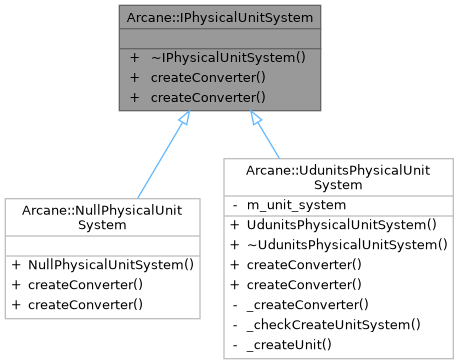 Arcane::IPhysicalUnitSystem
+ ~IPhysicalUnitSystem()
+ createConverter()
+ createConverter()
Arcane::NullPhysicalUnit
System
+ NullPhysicalUnitSystem()
+ createConverter()
+ createConverter()
Arcane::UdunitsPhysicalUnit
System
- m_unit_system
+ UdunitsPhysicalUnitSystem()
+ ~UdunitsPhysicalUnitSystem()
+ createConverter()
+ createConverter()
- _createConverter()
- _checkCreateUnitSystem()
- _createUnit()